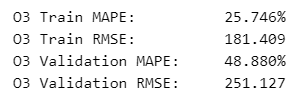 O3 Train MAPE: 25.746%
O3 Train RMSE: 181.409
O3 Validation MAPE: 48.880%
O3 Validation RMSE: 251.127